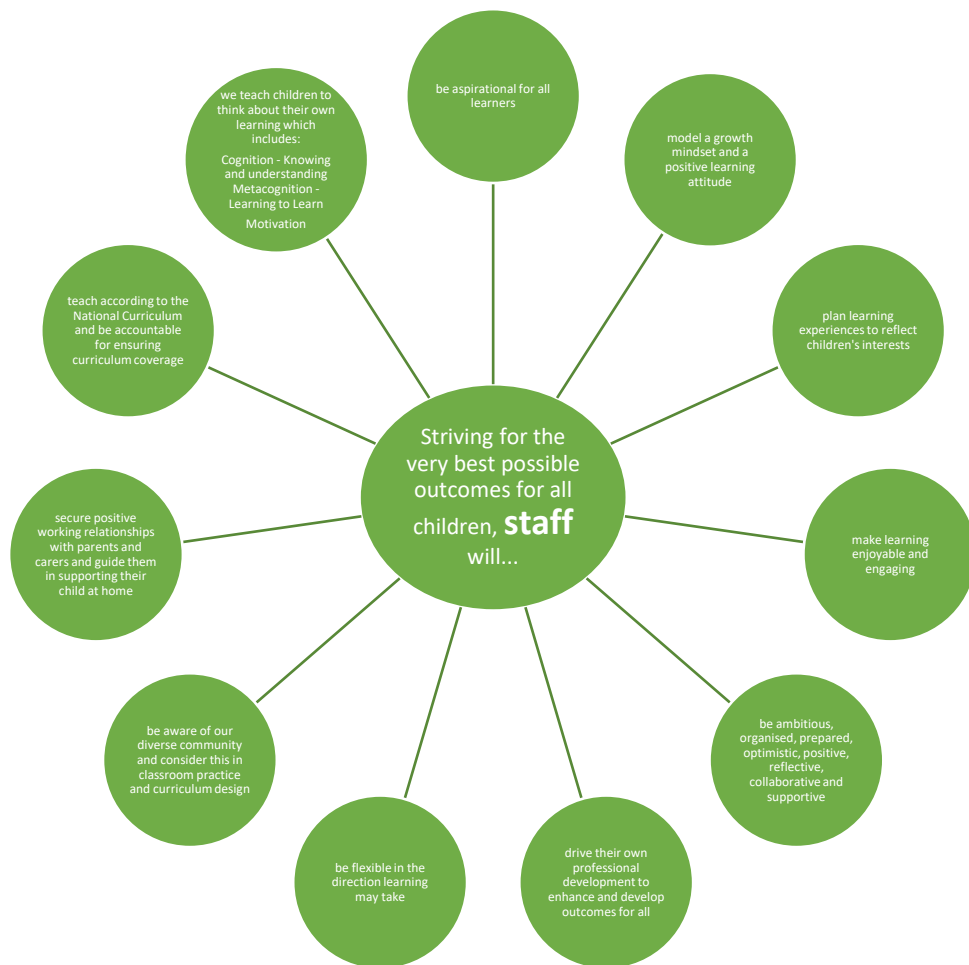 be aspirational for all
learners
model a growth
mindset and a
positive learning
attitude
plan learning
experiences to reflect
children's interests
make learning
enjoyable and
engaging
be ambitious,
organised, prepared,
optimistic, positive,
reflective,
collaborative and
supportive
drive their own
professional
development to
enhance and develop
outcomes for all
be flexible in the
direction learning
may take
be aware of our
diverse community
and consider this in
classroom practice
and curriculum design
secure positive
working relationships
with parents and
carers and guide them
in supporting their
child at home
teach according to the
National Curriculum
and be accountable
for ensuring
curriculum coverage
we teach children to
think about their own
learning which
includes:
Cognition - Knowing
and understanding
Metacognition -
Learning to Learn
Motivation
Striving for the
very best possible
outcomes for all
children, staff
will...